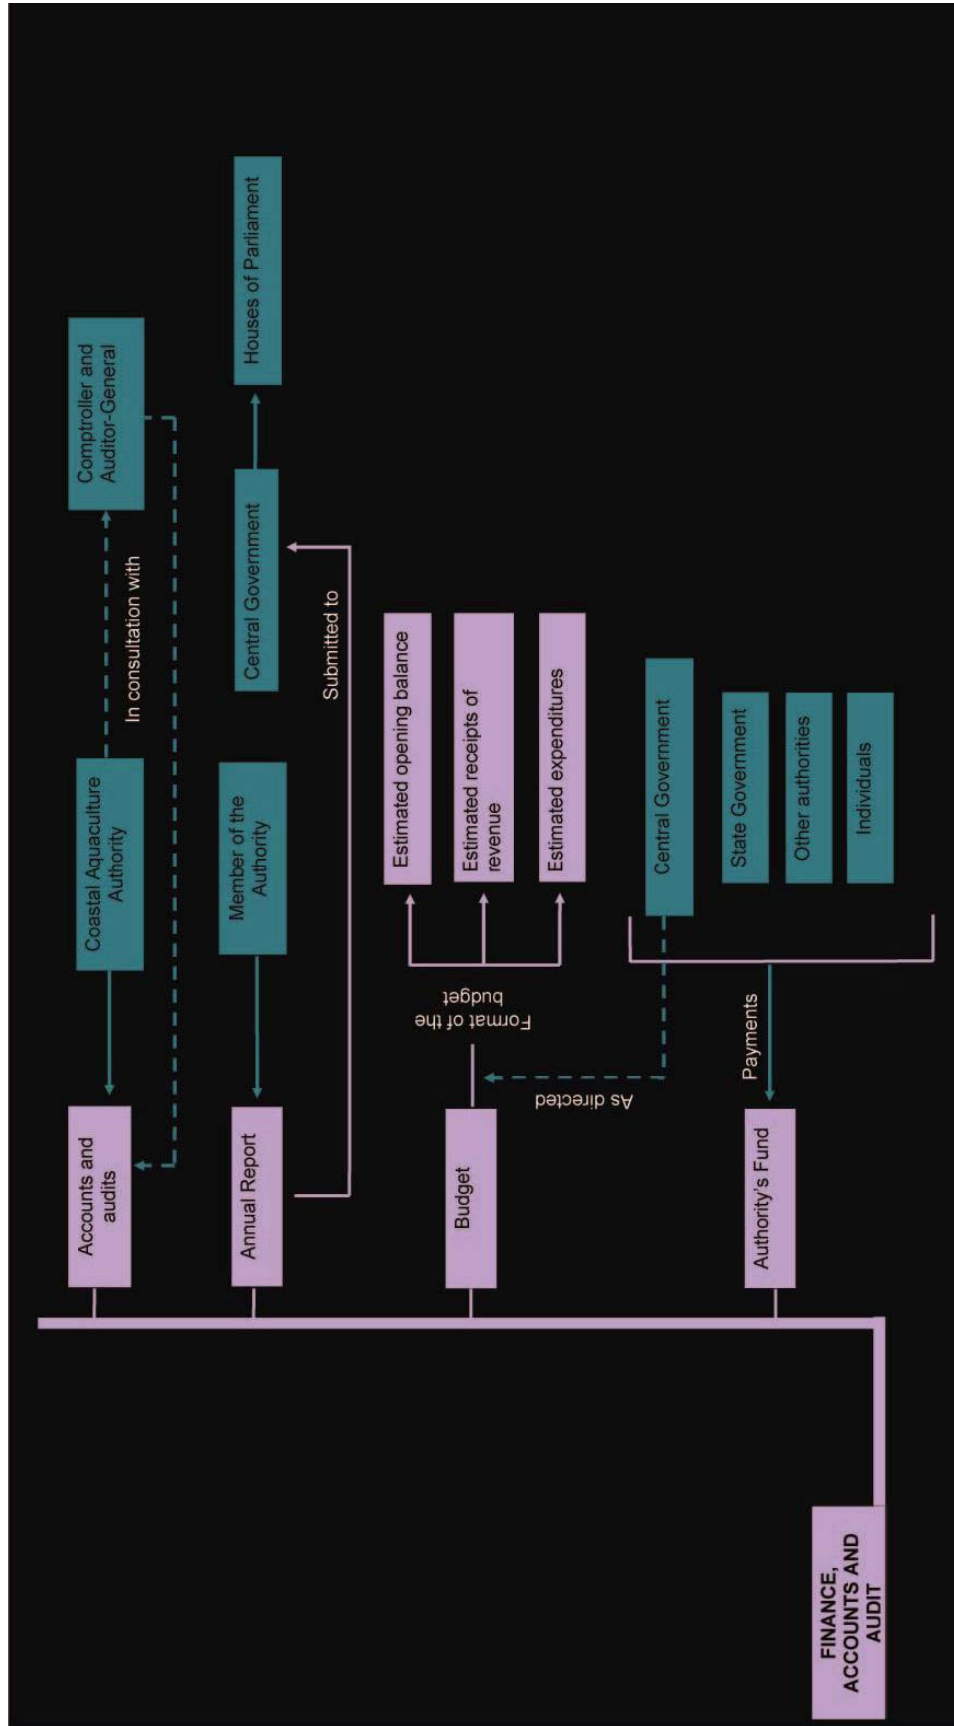 Accounts and
audits
Coastal Aquaculture
Authority
In consultation with
Comptroller and
Auditor-General
Annual Report
Member of the
Authority
Central Government
Houses of Parliament
Submitted to
Budget
Format of the
budget
Estimated opening balance
Estimated receipts of
revenue
Estimated expenditures
As directed
Central Government
State Government
Other authorities
Individuals
Payments
Authority's Fund
FINANCE,
ACCOUNTS AND
AUDIT